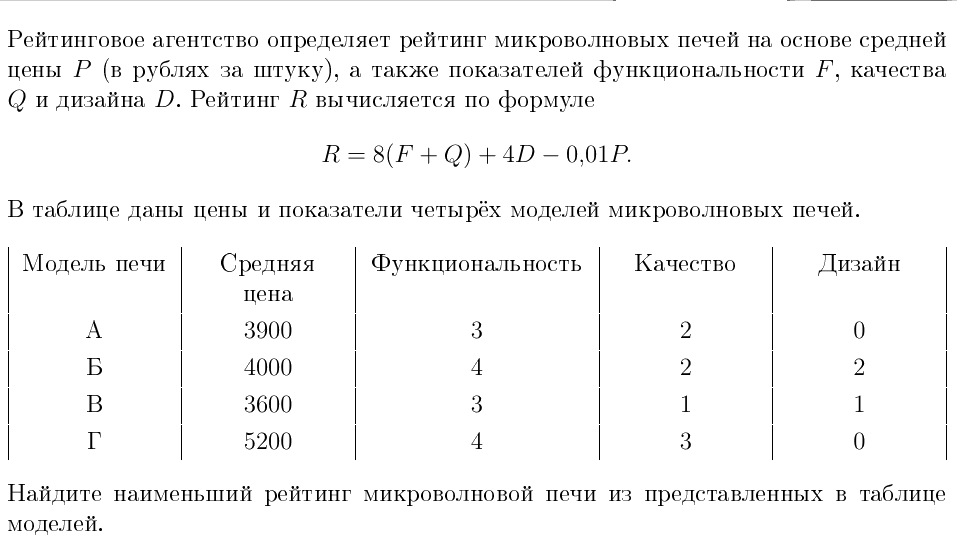 Рейтинговое агентство определяет рейтинг микроволновых печей на основе средней
цены P (в рублях за штуку), а также показателей функциональности F, качества
Q и дизайна D. Рейтинг R вычисляется по формуле
R = 8(F + Q) + 4D − 0,01P.
В таблице даны цены и показатели четырёх моделей микроволновых печей.
Модель печи Средняя цена Функциональность Качество Дизайн
А 3900 3 2 0
Б 4000 4 2 2
В 3600 3 1 1
Г 5200 4 3 0
Найдите наименьший рейтинг микроволновой печи из представленных в таблице
моделей.